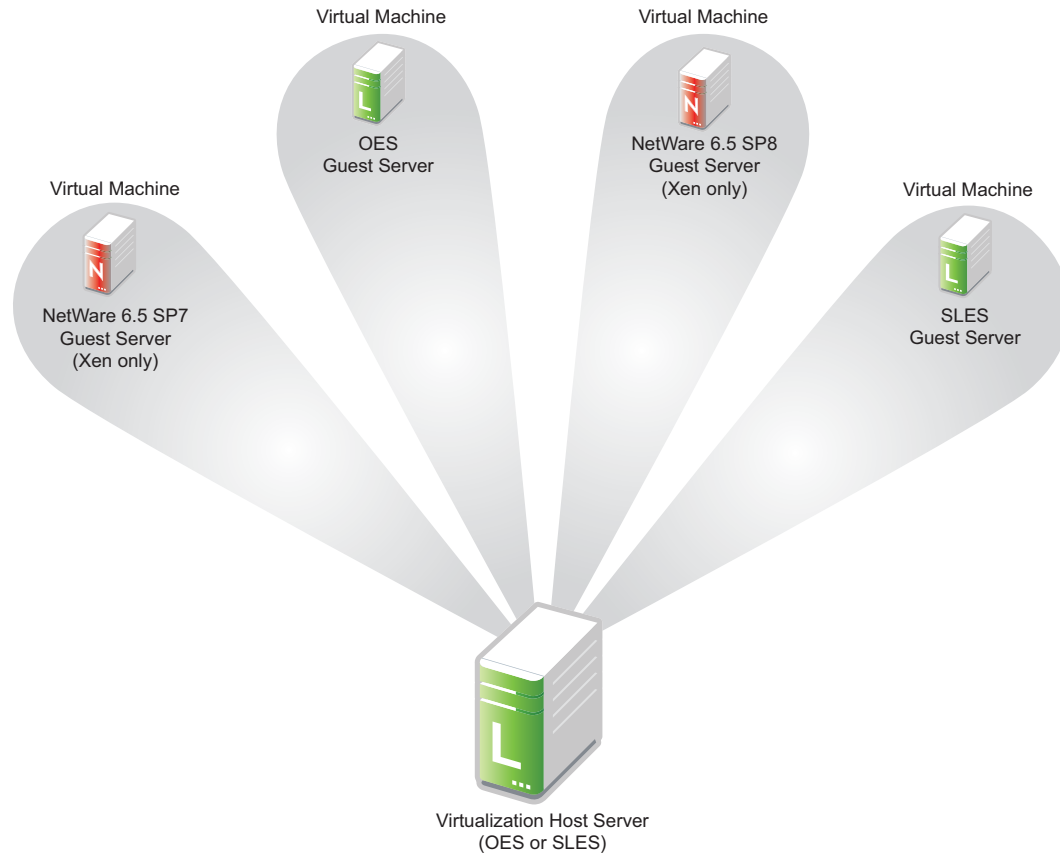 Virtual Machine
L
OES
Guest Server
Virtual Machine
N
NetWare 6.5 SP8
Guest Server
(Xen only)
Virtual Machine
N
NetWare 6.5 SP7
Guest Server
(Xen only)
Virtual Machine
L
SLES
Guest Server
L
Virtualization Host Server
(OES or SLES)